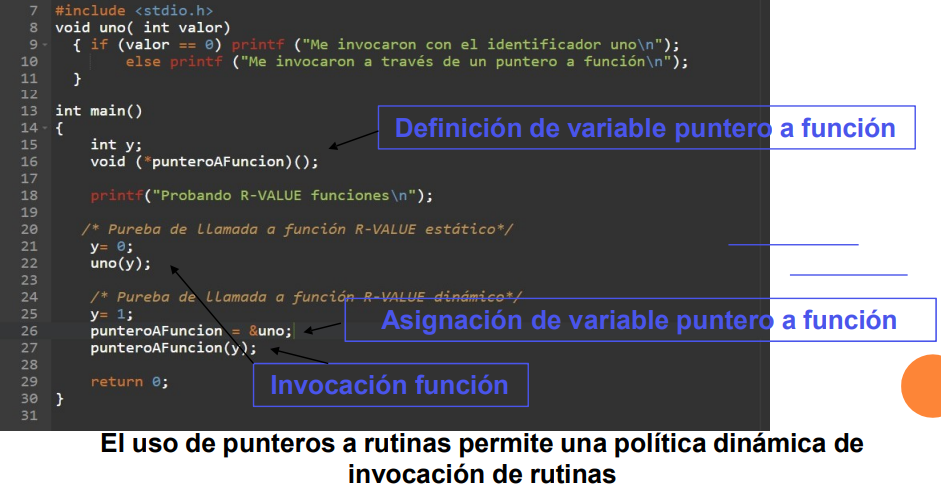 7 #include <stdio.h>
8 void uno( int valor)
9 { if (valor == 0) printf ("Me invocaron con el identificador uno\n");
10 else printf ("Me invocaron a través de un puntero a función\n");
11 }
12
13 int main()
14 {
Definición de variable puntero a función
15 int y;
16 void (*punteroAFuncion)();
17
18 printf("Probando R-VALUE funciones\n");
19
20 /* Pureba de llamada a función R-VALUE estático*/
21 y= 0;
22 uno(y);
23
24 /* Pureba de llamada a función R-VALUE dinámico*/
25 y= 1;
26 punteroAFuncion = &uno;
Asignación de variable puntero a función
27 punteroAFuncion(y);
28
29 return 0;
Invocación función
30 }
31
El uso de punteros a rutinas permite una política dinámica de
invocación de rutinas